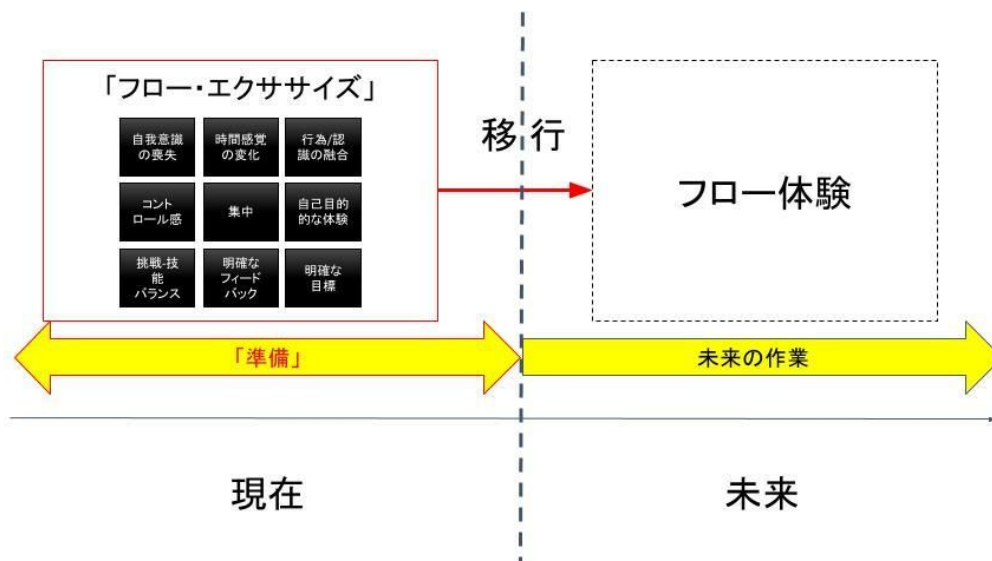 「フロー・エクササイズ」
自我意識
の喪失
時間感覚
の変化
行為/認
識の融合
コント
ロール感
集中
自己目的
的な体験
挑戦-技
能
バランス
明確な
フィード
バック
明確な
目標
移行
フロー体験
「準備」
未来の作業
現在
未来